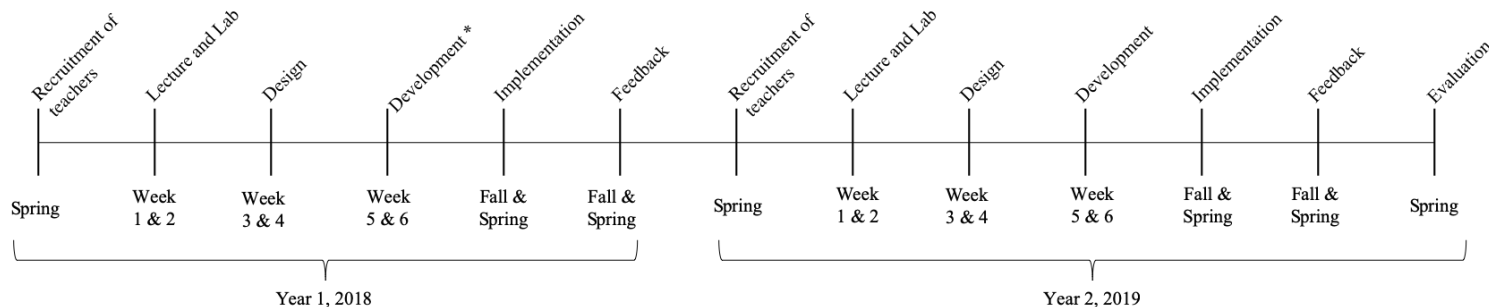 Recruitment of
teachers
Lecture and Lab
Design
Development *
Implementation
Feedback
Recruitment of
teachers
Lecture and Lab
Design
Development
Implementation
Feedback
Evaluation
Spring
Week
1 & 2
Week
3 & 4
Week
5 & 6
Fall &
Spring
Fall &
Spring
Spring
Week
1 & 2
Week
3 & 4
Week
5 & 6
Fall &
Spring
Fall &
Spring
Spring
Year 1, 2018
Year 2, 2019